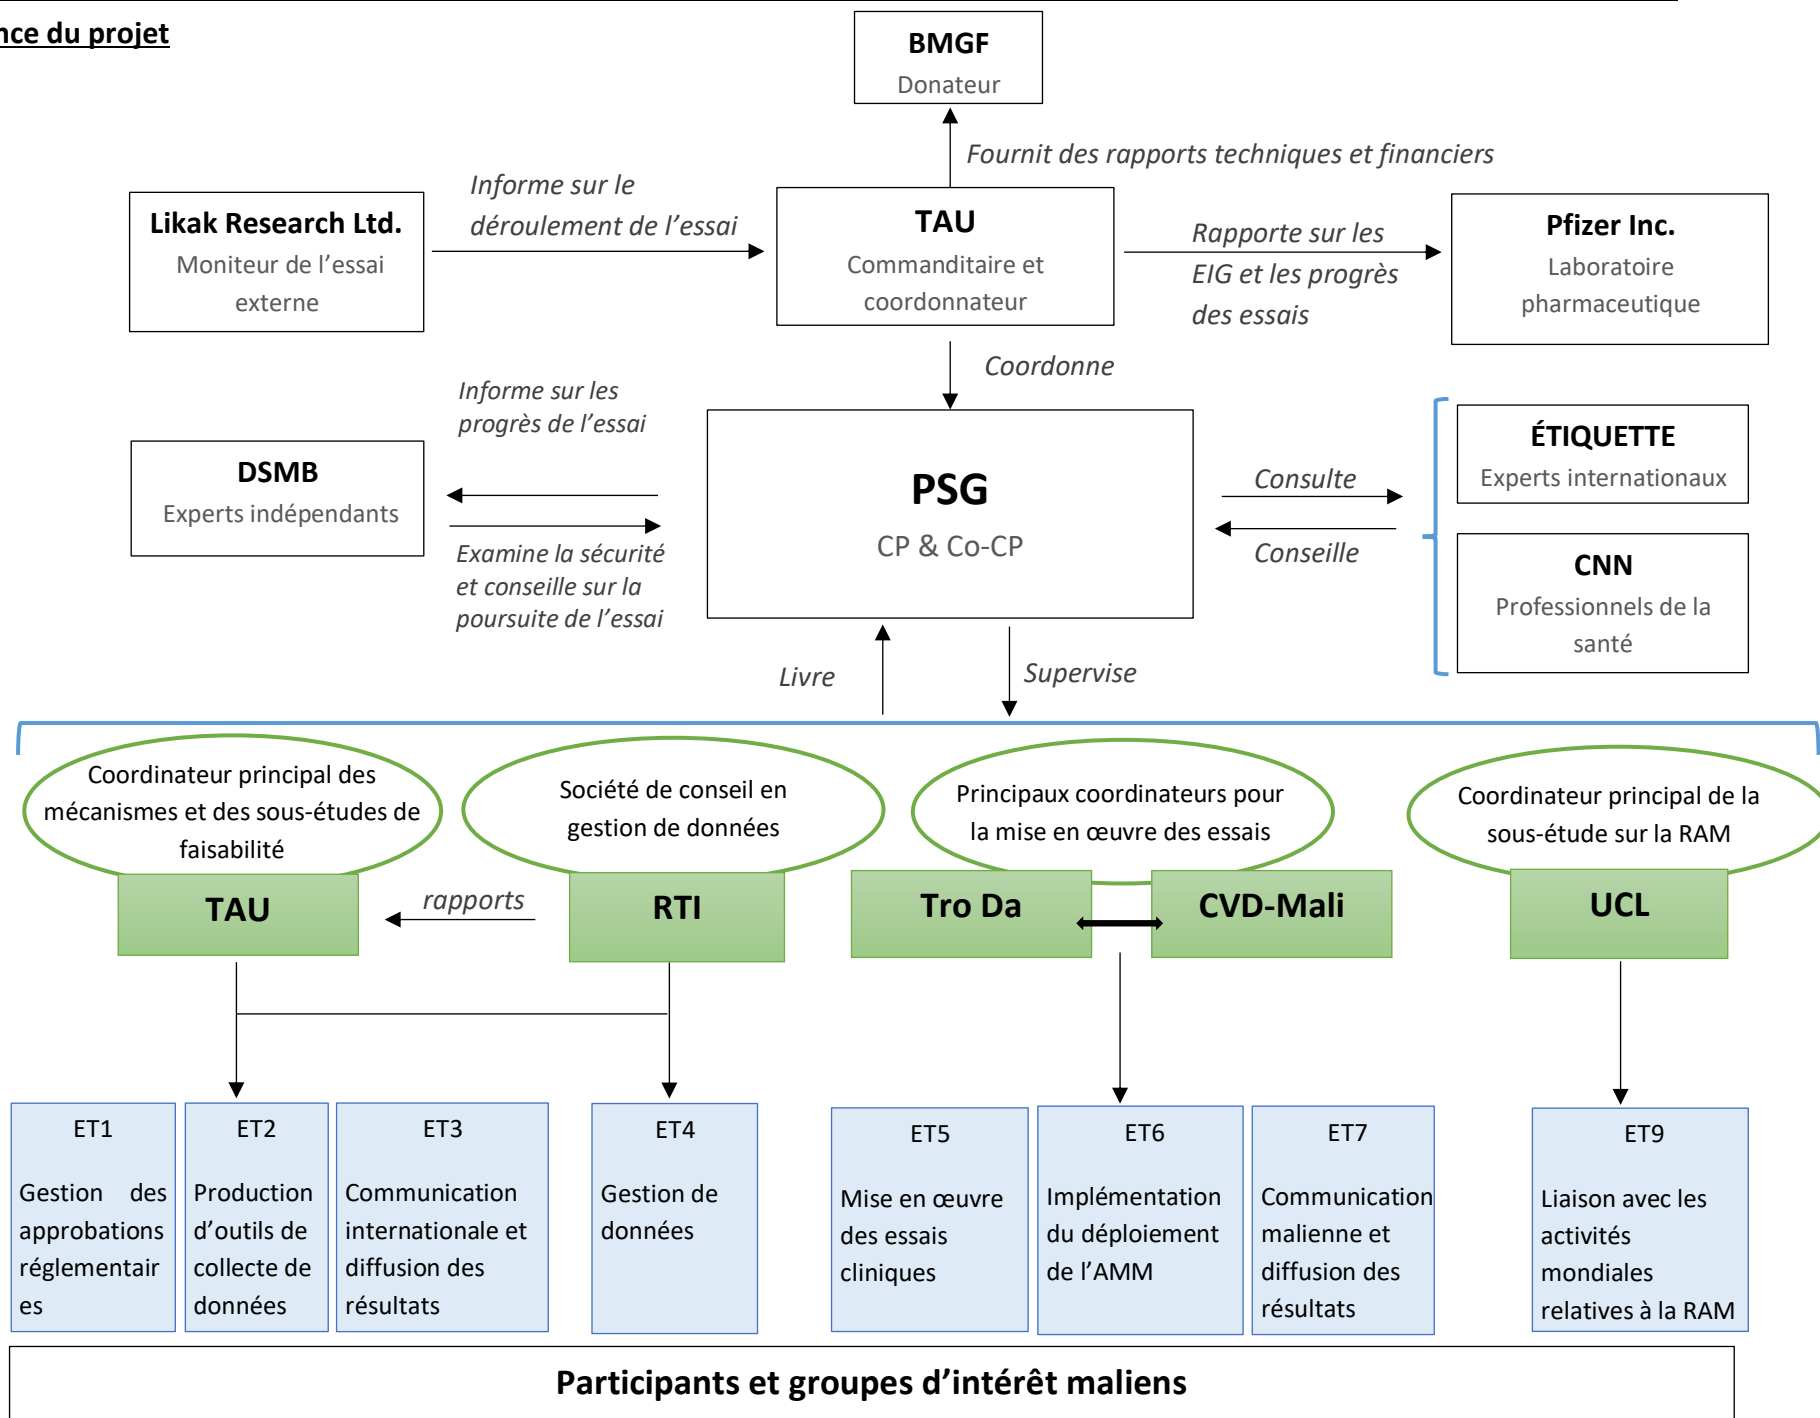 nce du projet
BMGF
Donateur
Fournit des rapports techniques et financiers
Informe sur le
déroulement de l’essai
Likak Research Ltd.
Moniteur de l’essai
externe
TAU
Commanditaire et
coordonnateur
Rapporte sur les
EIG et les progrès
des essais
Pfizer Inc.
Laboratoire
pharmaceutique
Coordonne
Informe sur les
progrès de l’essai
DSMB
Experts indépendants
Examine la sécurité
et conseille sur la
poursuite de l’essai
PSG
CP & Co-CP
Consulte
Conseille
ÉTIQUETTE
Experts internationaux
CNN
Professionnels de la
santé
Livre
Supervise
Coordinateur principal des
mécanismes et des sous-études de
faisabilité
Société de conseil en
gestion de données
Principaux coordinateurs pour
la mise en œuvre des essais
Coordinateur principal de la
sous-étude sur la RAM
TAU
rapports
RTI
Tro Da
CVD-Mali
UCL
ET1
Gestion des
approbations
réglementair
es
ET2
Production
d’outils de
collecte de
données
ET3
Communication
internationale et
diffusion des
résultats
ET4
Gestion de
données
ET5
Mise en œuvre
des essais
cliniques
ET6
Implémentation
du déploiement
de l’AMM
ET7
Communication
malienne et
diffusion des
résultats
ET9
Liaison avec les
activités
mondiales
relatives à la RAM
Participants et groupes d’intérêt maliens